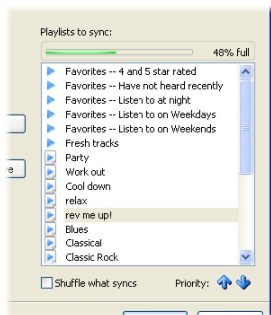 Playlists to sync:
48% full
Favorites -- 4 and 5 star rated
Favorites -- Have not heard recently
Favorites -- Listen to at night
Favorites -- Listen to on Weekdays
Favorites -- Listen to on Weekends
Fresh tracks
Party
Work out
Cool down
relax
rev me up!
Blues
Classical
Classic Rock
Shuffle what syncs
Priority: